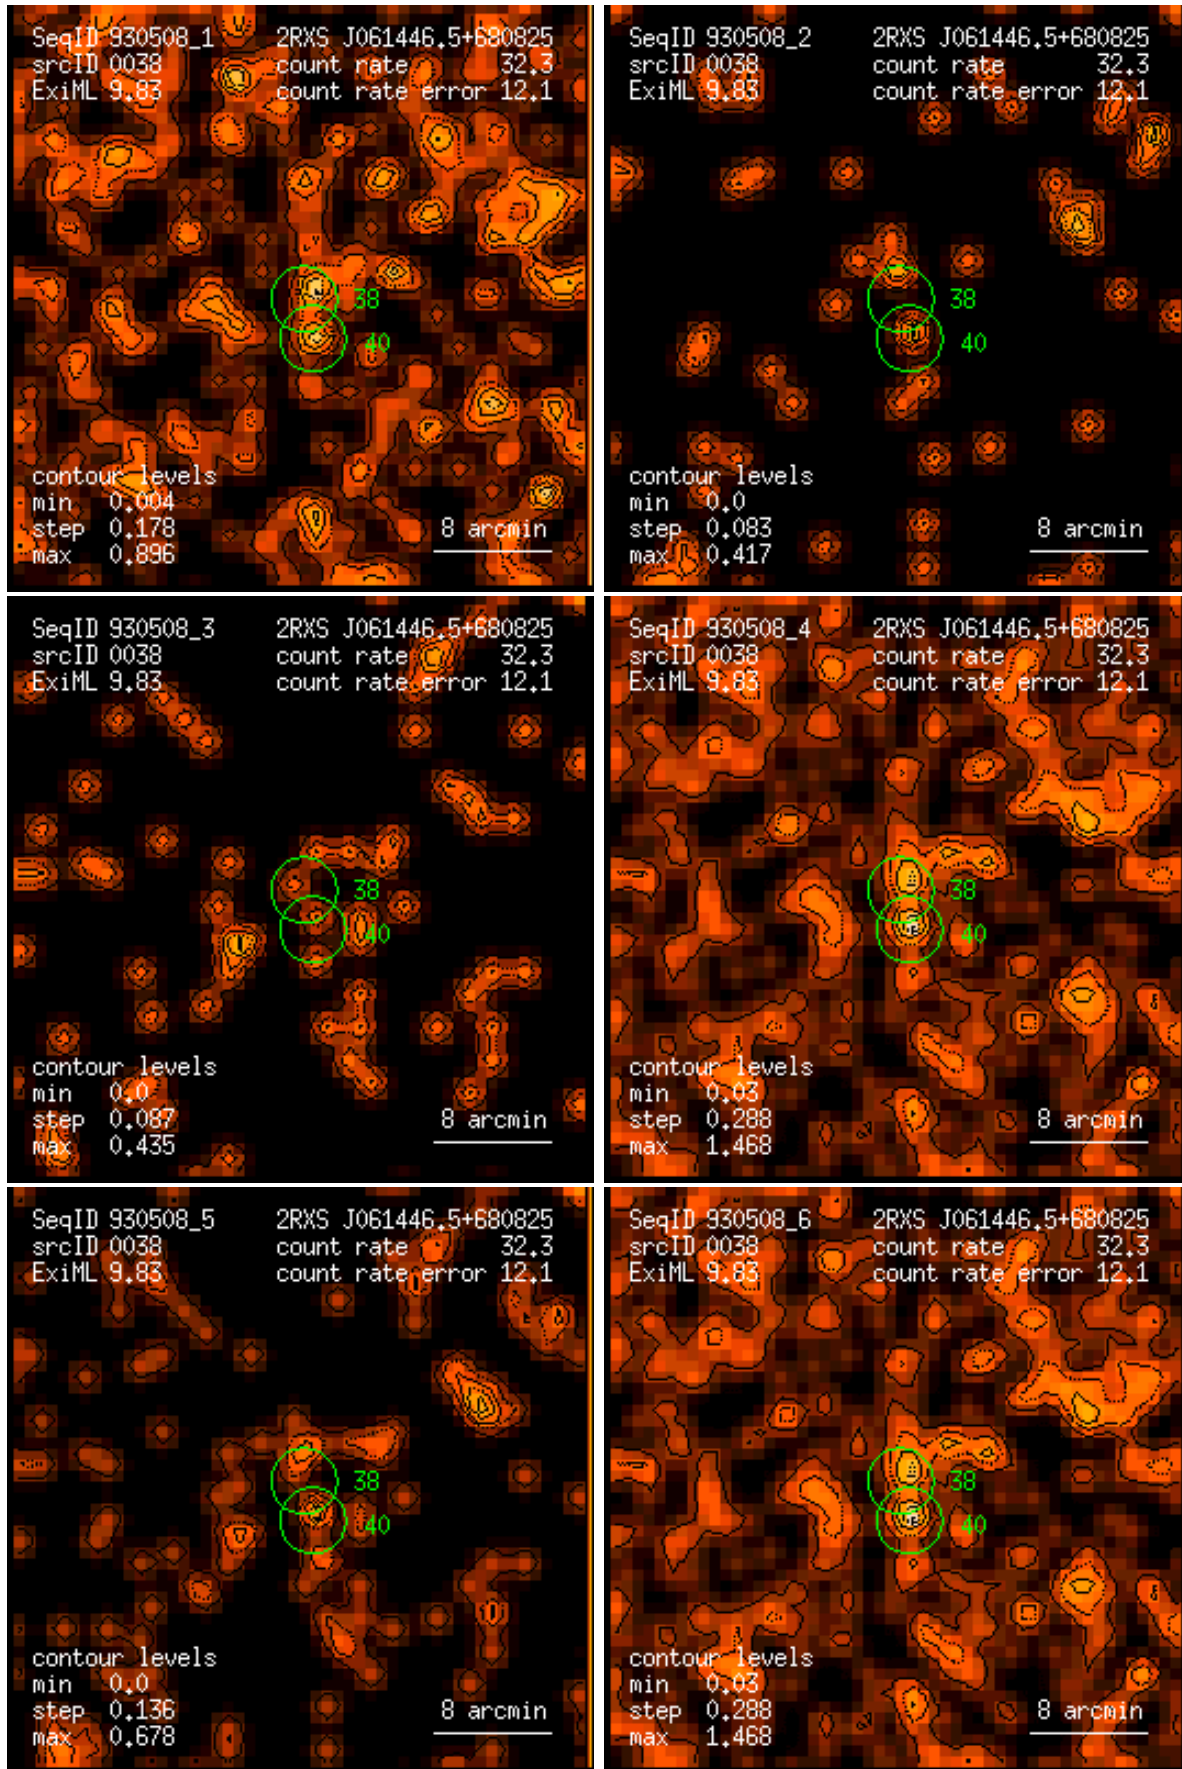 SeqID 930508_1 2RXS J061446.5+680825
srcID 0038 count rate 32.3
ExiML 9.83 count rate error 12.1
38
40
contour levels
min 0.004
step 0.178 8 arcmin
max 0.896
SeqID 930508_2 2RXS J061446.5+680825
srcID 0038 count rate 32.3
ExiML 9.83 count rate error 12.1
38
40
contour levels
min 0.0
step 0.083 8 arcmin
max 0.417
SeqID 930508_3 2RXS J061446.5+680825
srcID 0038 count rate 32.3
ExiML 9.83 count rate error 12.1
38
40
contour levels
min 0.0
step 0.087 8 arcmin
max 0.435
SeqID 930508_4 2RXS J061446.5+680825
srcID 0038 count rate 32.3
ExiML 9.83 count rate error 12.1
38
40
contour levels
min 0.03
step 0.288 8 arcmin
max 1.468
SeqID 930508_5 2RXS J061446.5+680825
srcID 0038 count rate 32.3
ExiML 9.83 count rate error 12.1
38
40
contour levels
min 0.0
step 0.136 8 arcmin
max 0.678
SeqID 930508_6 2RXS J061446.5+680825
srcID 0038 count rate 32.3
ExiML 9.83 count rate error 12.1
38
40
contour levels
min 0.03
step 0.288 8 arcmin
max 1.468